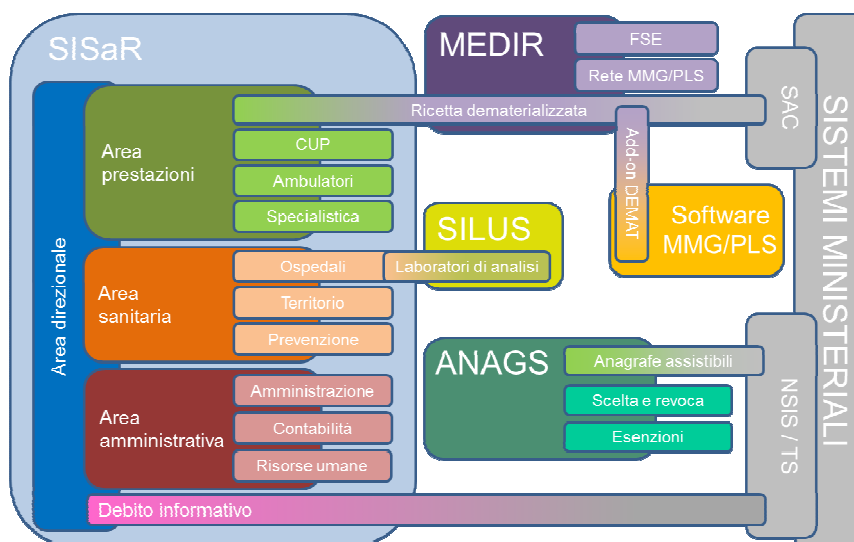 SISaR
Area direzionale
Area
prestazioni
Ricetta dematerializzata
CUP
Ambulatori
Specialistica
Area
sanitaria
Ospedali
Laboratori di analisi
Territorio
Prevenzione
Area
amministrativa
Amministrazione
Contabilità
Risorse umane
Debito informativo
MEDIR
FSE
Rete MMG/PLS
Add-on DEMAT
SILUS
Software
MMG/PLS
ANAGS
Anagrafe assistibili
Scelta e revoca
Esenzioni
SAC
NSIS / TS
SISTEMI MINISTERIALI